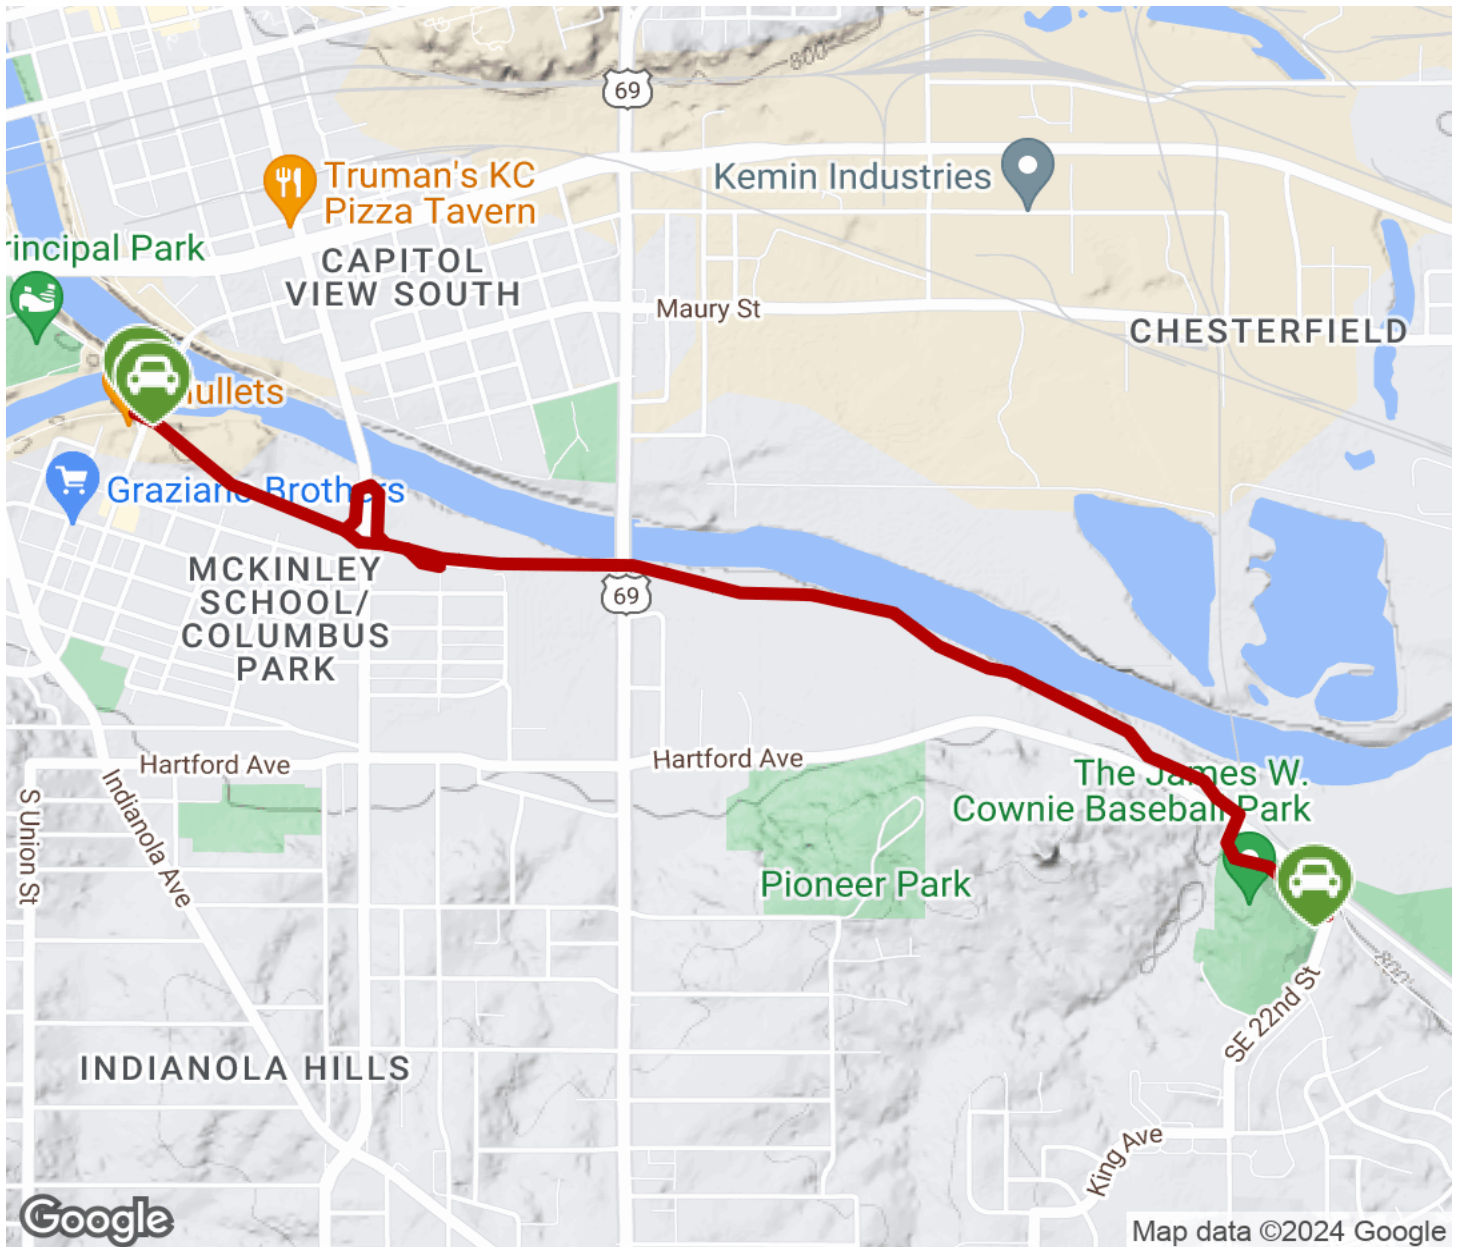 69
800'
Truman's KC
Pizza Tavern
Kemin Industries
rincipal Park
CAPITOL
VIEW SOUTH
Maury St
CHESTERFIELD
ullets
Graziano Brothers
MCKINLEY
SCHOOL/
COLUMBUS
PARK
69
Hartford Ave
Hartford Ave
The James W.
Cownie Baseball Park
S Union St
Indianola Ave
Pioneer Park
800'
SE 22nd St
INDIANOLA HILLS
King Ave
Google
Map data ©2024 Google